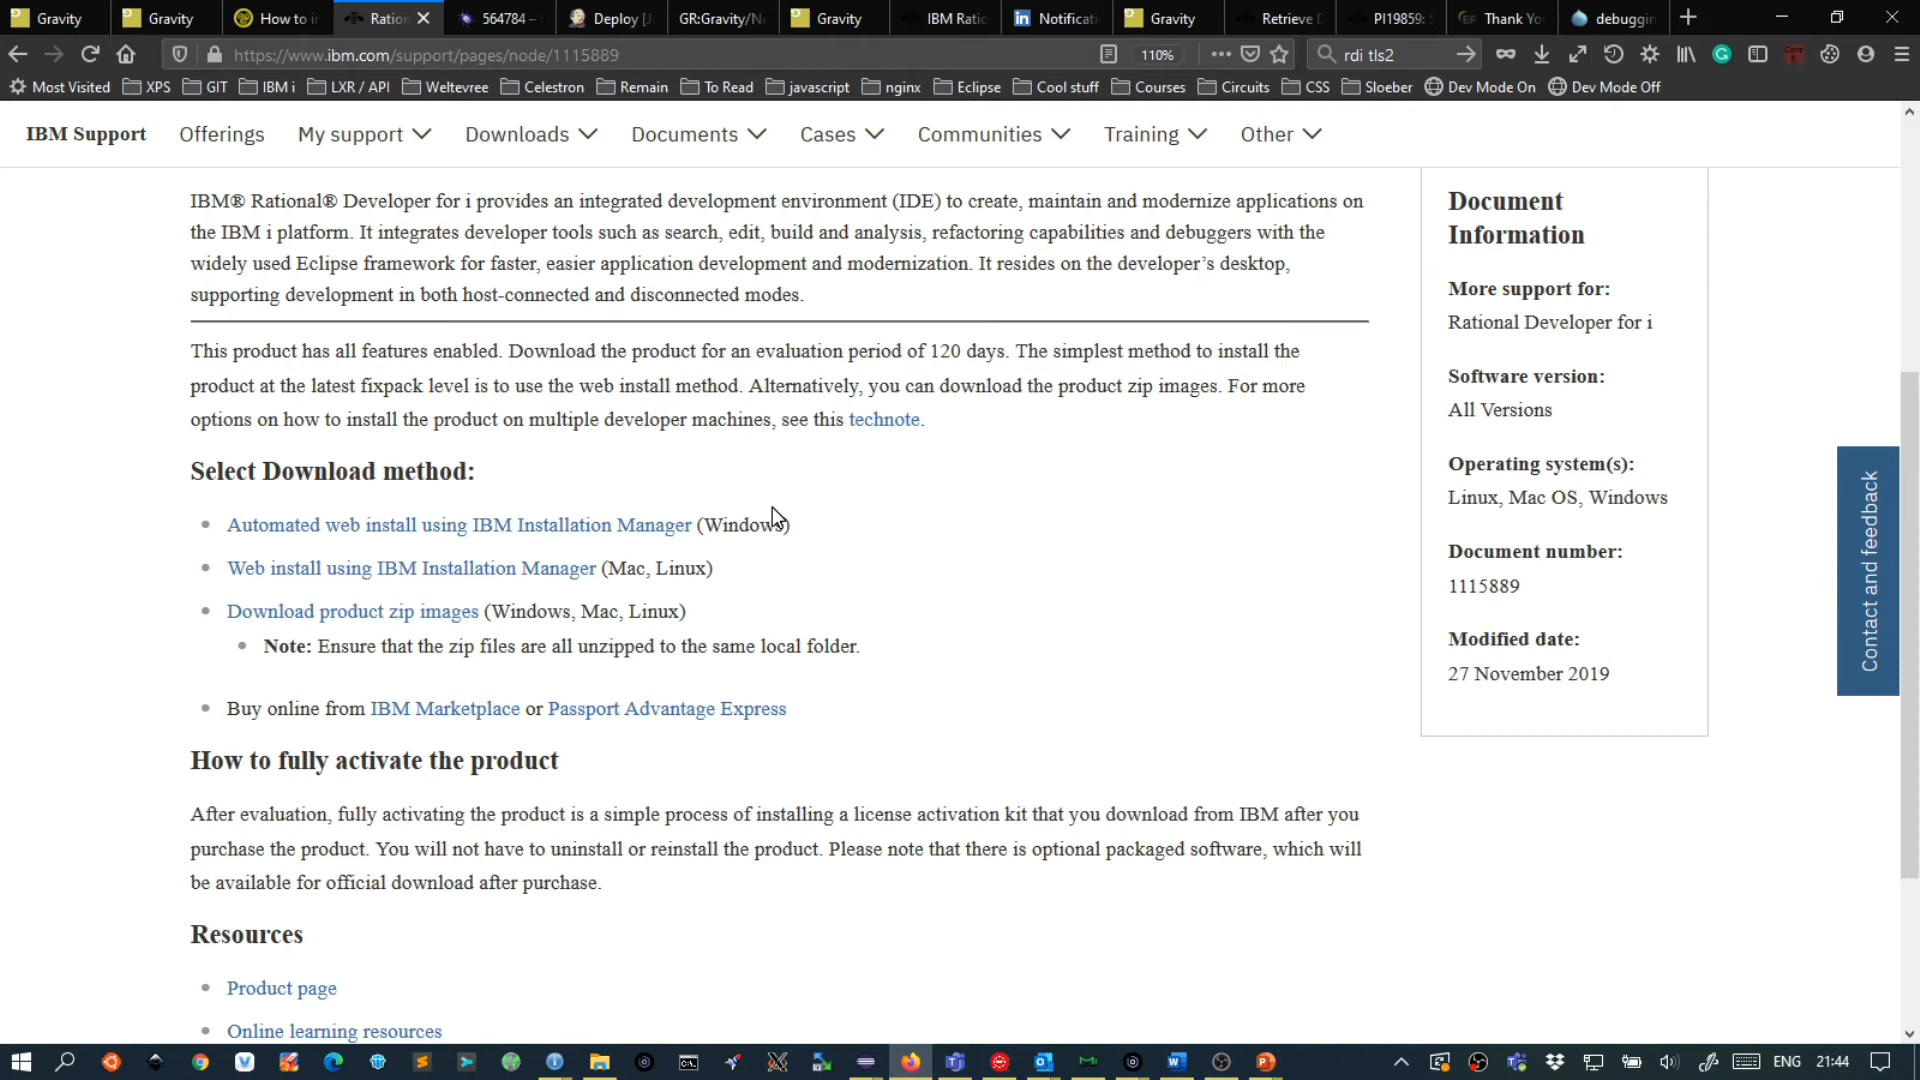 Gravity
Gravity
How to in
Ration
564784 –
Deploy [J
GR:Gravity/Ne
Gravity
IBM Ratio
Notificati
Gravity
Retrieve D
PI19859: S
Thank Yo
debuggin
https://www.ibm.com/support/pages/node/1115889
110%
rdi tls2
Most Visited
XPS
GIT
IBM i
LXR / API
Weltevree
Celestron
Remain
To Read
javascript
nginx
Eclipse
Cool stuff
Courses
Circuits
CSS
Sloeber
Dev Mode On
Dev Mode Off
IBM Support
Offerings
My support
Downloads
Documents
Cases
Communities
Training
Other
IBM® Rational® Developer for i provides an integrated development environment (IDE) to create, maintain and modernize applications on
the IBM i platform. It integrates developer tools such as search, edit, build and analysis, refactoring capabilities and debuggers with the
widely used Eclipse framework for faster, easier application development and modernization. It resides on the developer's desktop,
supporting development in both host-connected and disconnected modes.
This product has all features enabled. Download the product for an evaluation period of 120 days. The simplest method to install the
product at the latest fixpack level is to use the web install method. Alternatively, you can download the product zip images. For more
options on how to install the product on multiple developer machines, see this technote.
Select Download method:
Automated web install using IBM Installation Manager (Windows)
Web install using IBM Installation Manager (Mac, Linux)
Download product zip images (Windows, Mac, Linux)
Note: Ensure that the zip files are all unzipped to the same local folder.
Buy online from IBM Marketplace or Passport Advantage Express
How to fully activate the product
After evaluation, fully activating the product is a simple process of installing a license activation kit that you download from IBM after you
purchase the product. You will not have to uninstall or reinstall the product. Please note that there is optional packaged software, which will
be available for official download after purchase.
Resources
Product page
Online learning resources
Document
Information
More support for:
Rational Developer for i
Software version:
All Versions
Operating system(s):
Linux, Mac OS, Windows
Document number:
1115889
Modified date:
27 November 2019
Contact and feedback
ENG
21:44